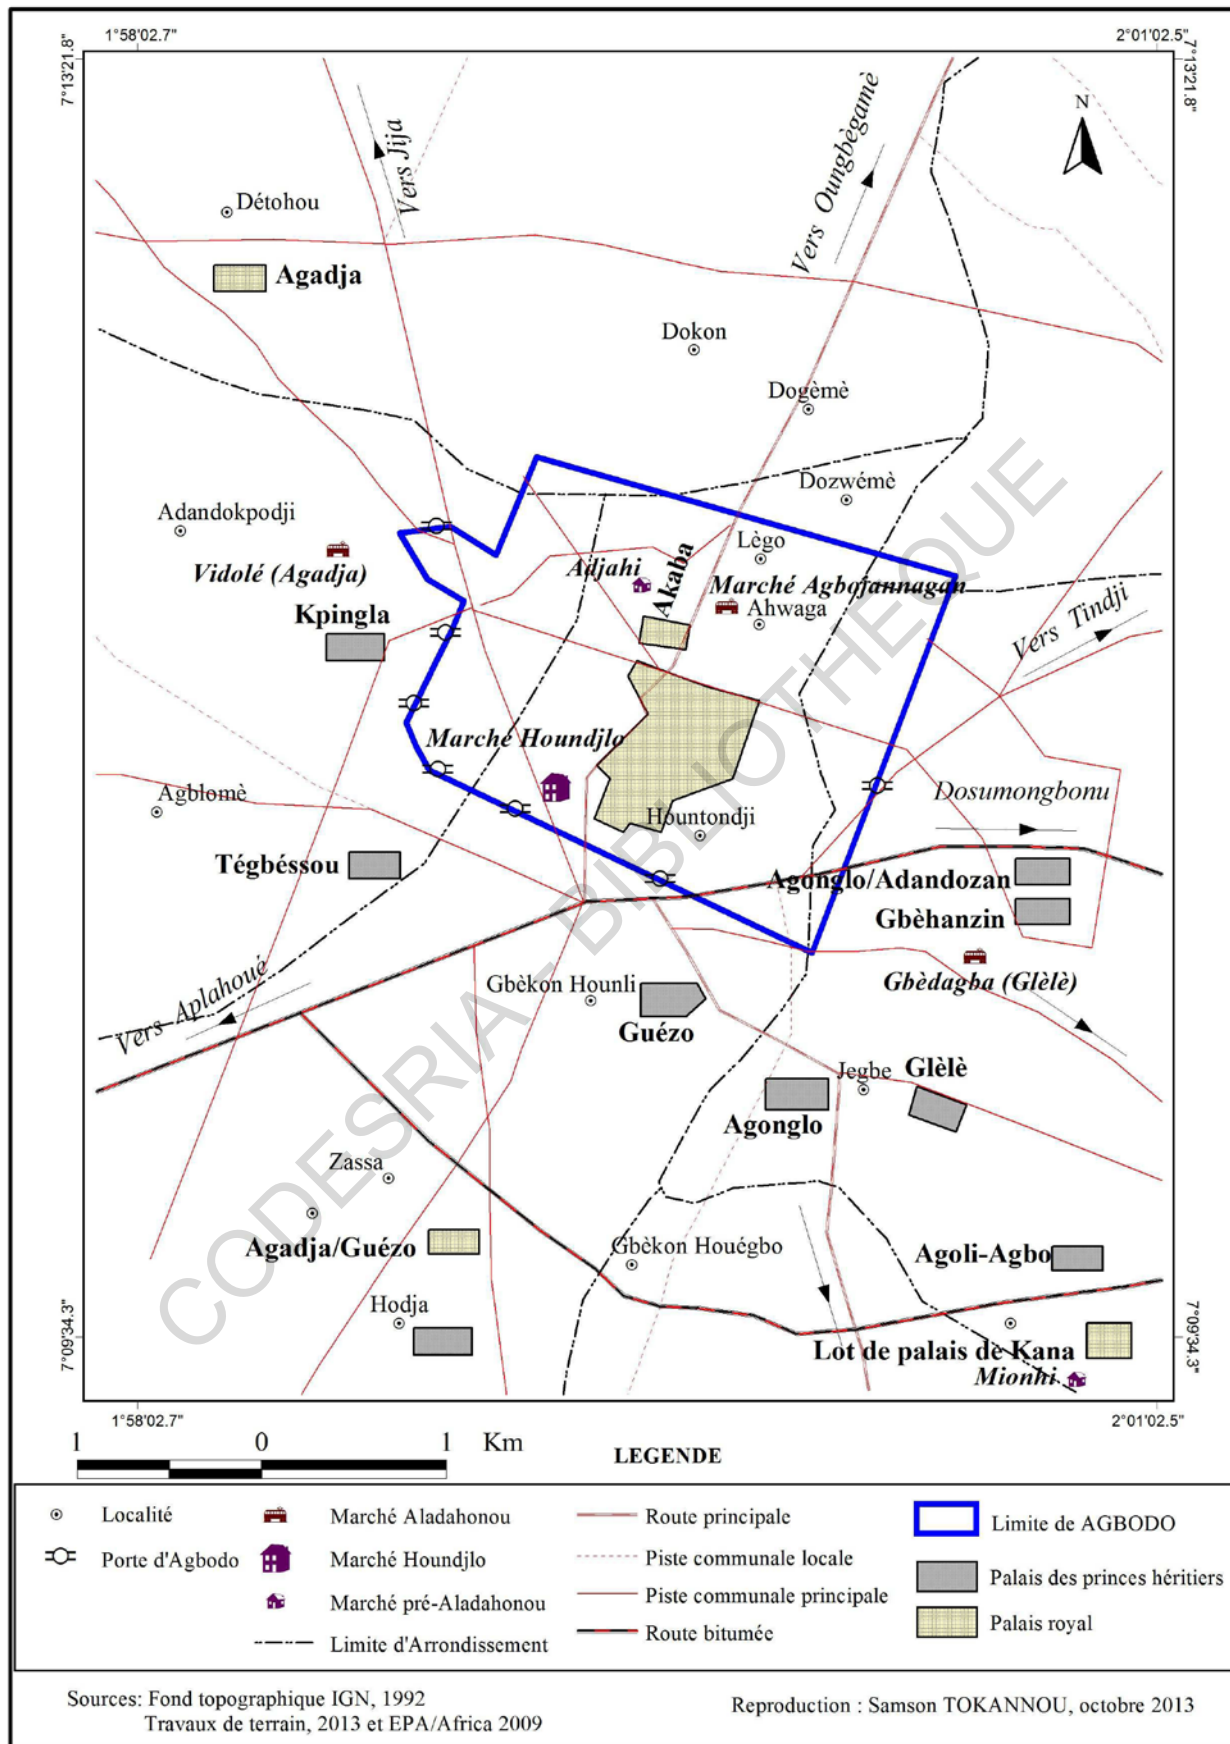 1°58'02.7"
2°01'02.5"
7°13'21.8"
7°13'21.8"
N
Vers Jija
Vers Oungbègamè
Détohou
Agadja
Dokon
Dogèmè
Dozwémè
Adandokpodji
Vidolé (Agadja)
Lègo
Adjahi
Akaba
Marché Agbojannagan
Ahwaga
Kpingla
Vers Tindji
Marché Houndjlo
Agblomè
Hountondji
Dosumongbonu
Tégbéssou
Agonglo/Adandozan
Gbèhanzin
Gbèdagba (Glèlè)
Vers Aplahoué
Gbèkon Hounli
Guézo
Jegbe
Glèlè
Agonglo
Zassa
Agadja/Guézo
Gbèkon Houégbo
Agoli-Agbo
Hodja
Lot de palais de Kana
Mionhi
7°09'34.3"
7°09'34.3"
1°58'02.7"
2°01'02.5"
CODESRIA - BIBLIOTHEQUE
1 0 1 Km
LEGENDE
Localité
Porte d'Agbodo
Marché Aladahonou
Marché Houndjlo
Marché pré-Aladahonou
Limite d'Arrondissement
Route principale
Piste communale locale
Piste communale principale
Route bitumée
Limite de AGBODO
Palais des princes héritiers
Palais royal
Sources: Fond topographique IGN, 1992
Travaux de terrain, 2013 et EPA/Africa 2009
Reproduction : Samson TOKANNOU, octobre 2013